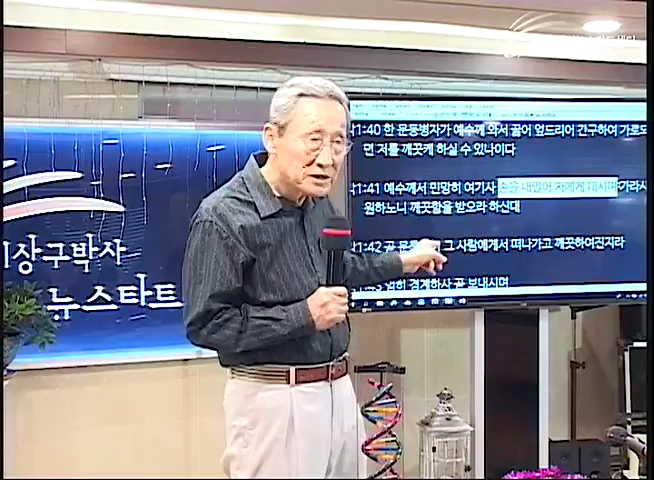 막1:40 한 문둥병자가 예수께 와서 꿇어 엎드리어 간구하여 가로되
면 저를 깨끗케 하실 수 있나이다
막1:41 예수께서 민망히 여기사 손을 내밀어 저에게 대시며 가라사
원하노니 깨끗함을 받으라 하신대
1:42 곧 그 사람에게서 떠나가고 깨끗하여진지라
엄히 경계하사 곧 보내시며
이상구박사
뉴스타트